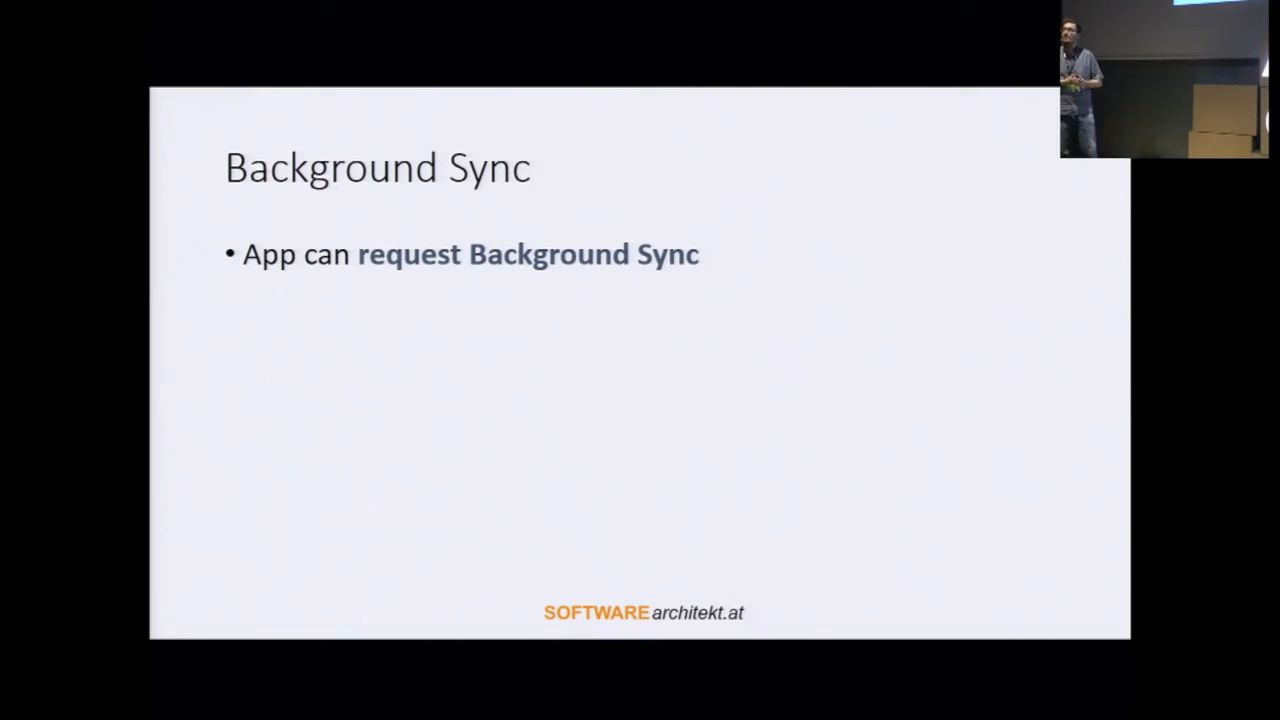 Background Sync
• App can request Background Sync
SOFTWAREarchitekt.at